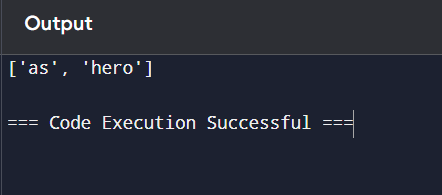 Output
['as', 'hero']
=== Code Execution Successful ===